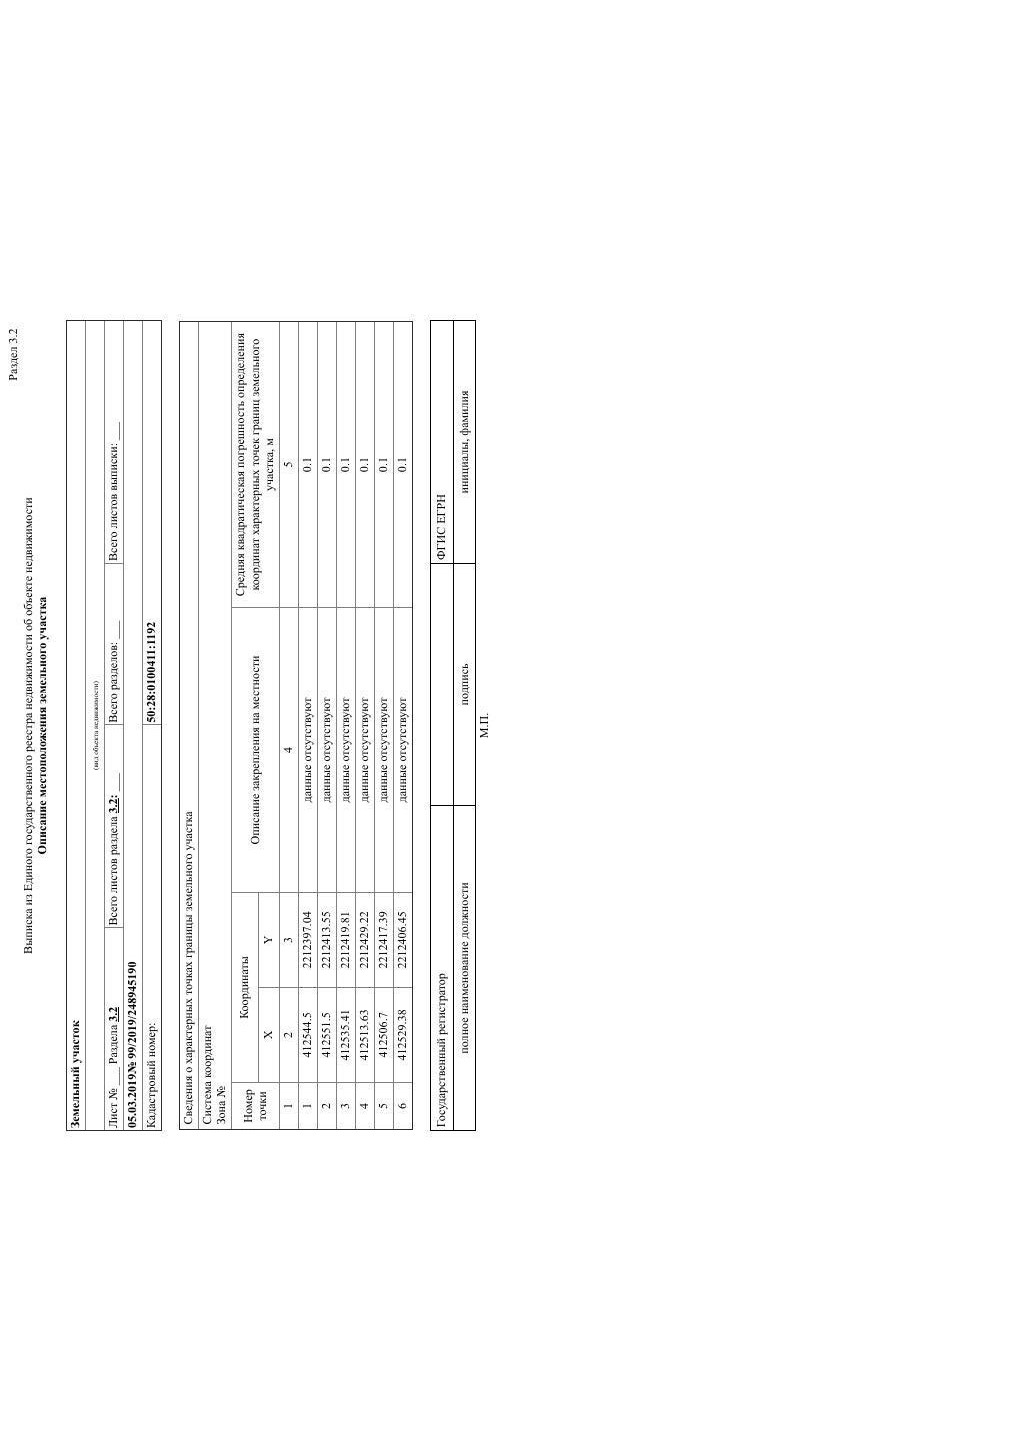 Раздел 3.2
Выписка из Единого государственного реестра недвижимости об объекте недвижимости
Описание местоположения земельного участка
Земельный участок
(вид объекта недвижимости)
Лист № ___ Раздела 3.2 Всего листов раздела 3.2: ___ Всего разделов: ___ Всего листов выписки: ___
05.03.2019№ 99/2019/248945190
Кадастровый номер: 50:28:0100411:1192
Сведения о характерных точках границы земельного участка
Система координат
Зона №
Номер точки Координаты Описание закрепления на местности Средняя квадратическая погрешность определения
координат характерных точек границ земельного
участка, м
X Y
1 2 3 4 5
1 412544.5 2212397.04 данные отсутствуют 0.1
2 412551.5 2212413.55 данные отсутствуют 0.1
3 412535.41 2212419.81 данные отсутствуют 0.1
4 412513.63 2212429.22 данные отсутствуют 0.1
5 412506.7 2212417.39 данные отсутствуют 0.1
6 412529.38 2212406.45 данные отсутствуют 0.1
Государственный регистратор ФГИС ЕГРН
полное наименование должности подпись инициалы, фамилия
М.П.